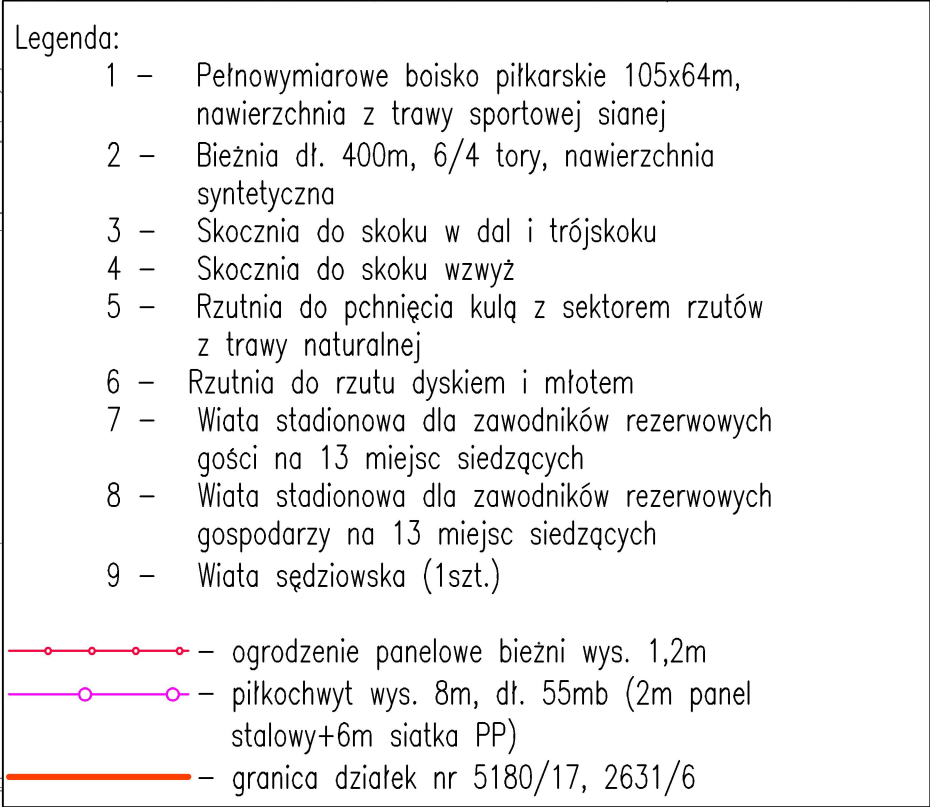 Legenda:
1 – Pełnowymiarowe boisko piłkarskie 105x64m,
nawierzchnia z trawy sportowej sianej
2 – Bieżnia dł. 400m, 6/4 tory, nawierzchnia
syntetyczna
3 – Skocznia do skoku w dal i trójskoku
4 – Skocznia do skoku wzwyż
5 – Rzutnia do pchnięcia kulą z sektorem rzutów
z trawy naturalnej
6 – Rzutnia do rzutu dyskiem i młotem
7 – Wiata stadionowa dla zawodników rezerwowych
gości na 13 miejsc siedzących
8 – Wiata stadionowa dla zawodników rezerwowych
gospodarzy na 13 miejsc siedzących
9 – Wiata sędziowska (1szt.)
– ogrodzenie panelowe bieżni wys. 1,2m
– piłkochwyt wys. 8m, dł. 55mb (2m panel
stalowy+6m siatka PP)
– granica działek nr 5180/17, 2631/6